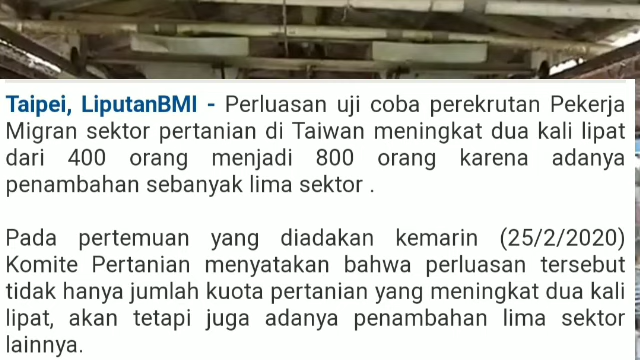 Taipei, LiputanBMI - Perluasan uji coba perekrutan Pekerja
Migran sektor pertanian di Taiwan meningkat dua kali lipat
dari 400 orang menjadi 800 orang karena adanya
penambahan sebanyak lima sektor .
Pada pertemuan yang diadakan kemarin (25/2/2020)
Komite Pertanian menyatakan bahwa perluasan tersebut
tidak hanya jumlah kuota pertanian yang meningkat dua kali
lipat, akan tetapi juga adanya penambahan lima sektor
lainnya.